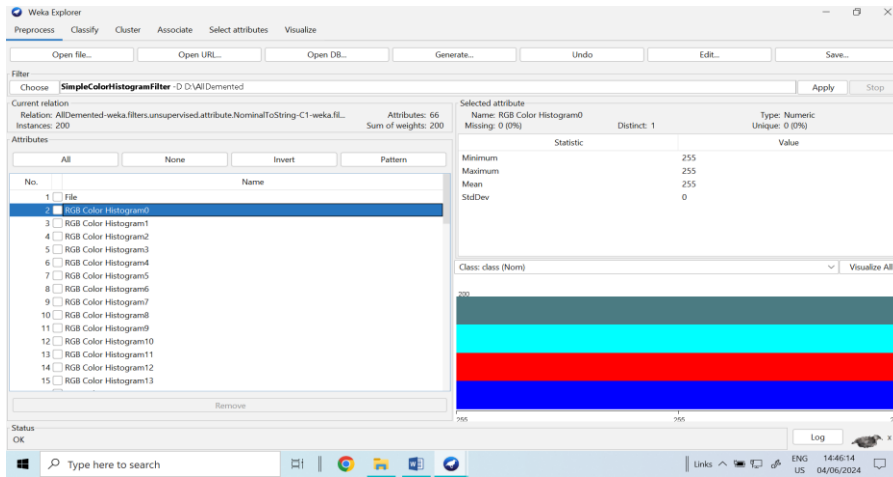 Weka Explorer
Preprocess Classify Cluster Associate Select attributes Visualize
Open file... Open URL... Open DB... Generate... Undo Edit... Save...
Filter
Choose SimpleColorHistogramFilter -D D:\AllDemented Apply Stop
Current relation
Relation: AllDemented-weka.filters.unsupervised.attribute.NominalToString-C1-weka.fil... Attributes: 66
Instances: 200 Sum of weights: 200
Attributes
All None Invert Pattern
No. Name
1 File
2 RGB Color Histogram0
3 RGB Color Histogram1
4 RGB Color Histogram2
5 RGB Color Histogram3
6 RGB Color Histogram4
7 RGB Color Histogram5
8 RGB Color Histogram6
9 RGB Color Histogram7
10 RGB Color Histogram8
11 RGB Color Histogram9
12 RGB Color Histogram10
13 RGB Color Histogram11
14 RGB Color Histogram12
15 RGB Color Histogram13
Remove
Selected attribute
Name: RGB Color Histogram0 Type: Numeric
Missing: 0 (0%) Distinct: 1 Unique: 0 (0%)
Statistic Value
Minimum 255
Maximum 255
Mean 255
StdDev 0
Class: class (Nom) Visualize All
200
255 255
Status
OK Log x 
Type here to search Links ENG 14:46:14
US 04/06/2024